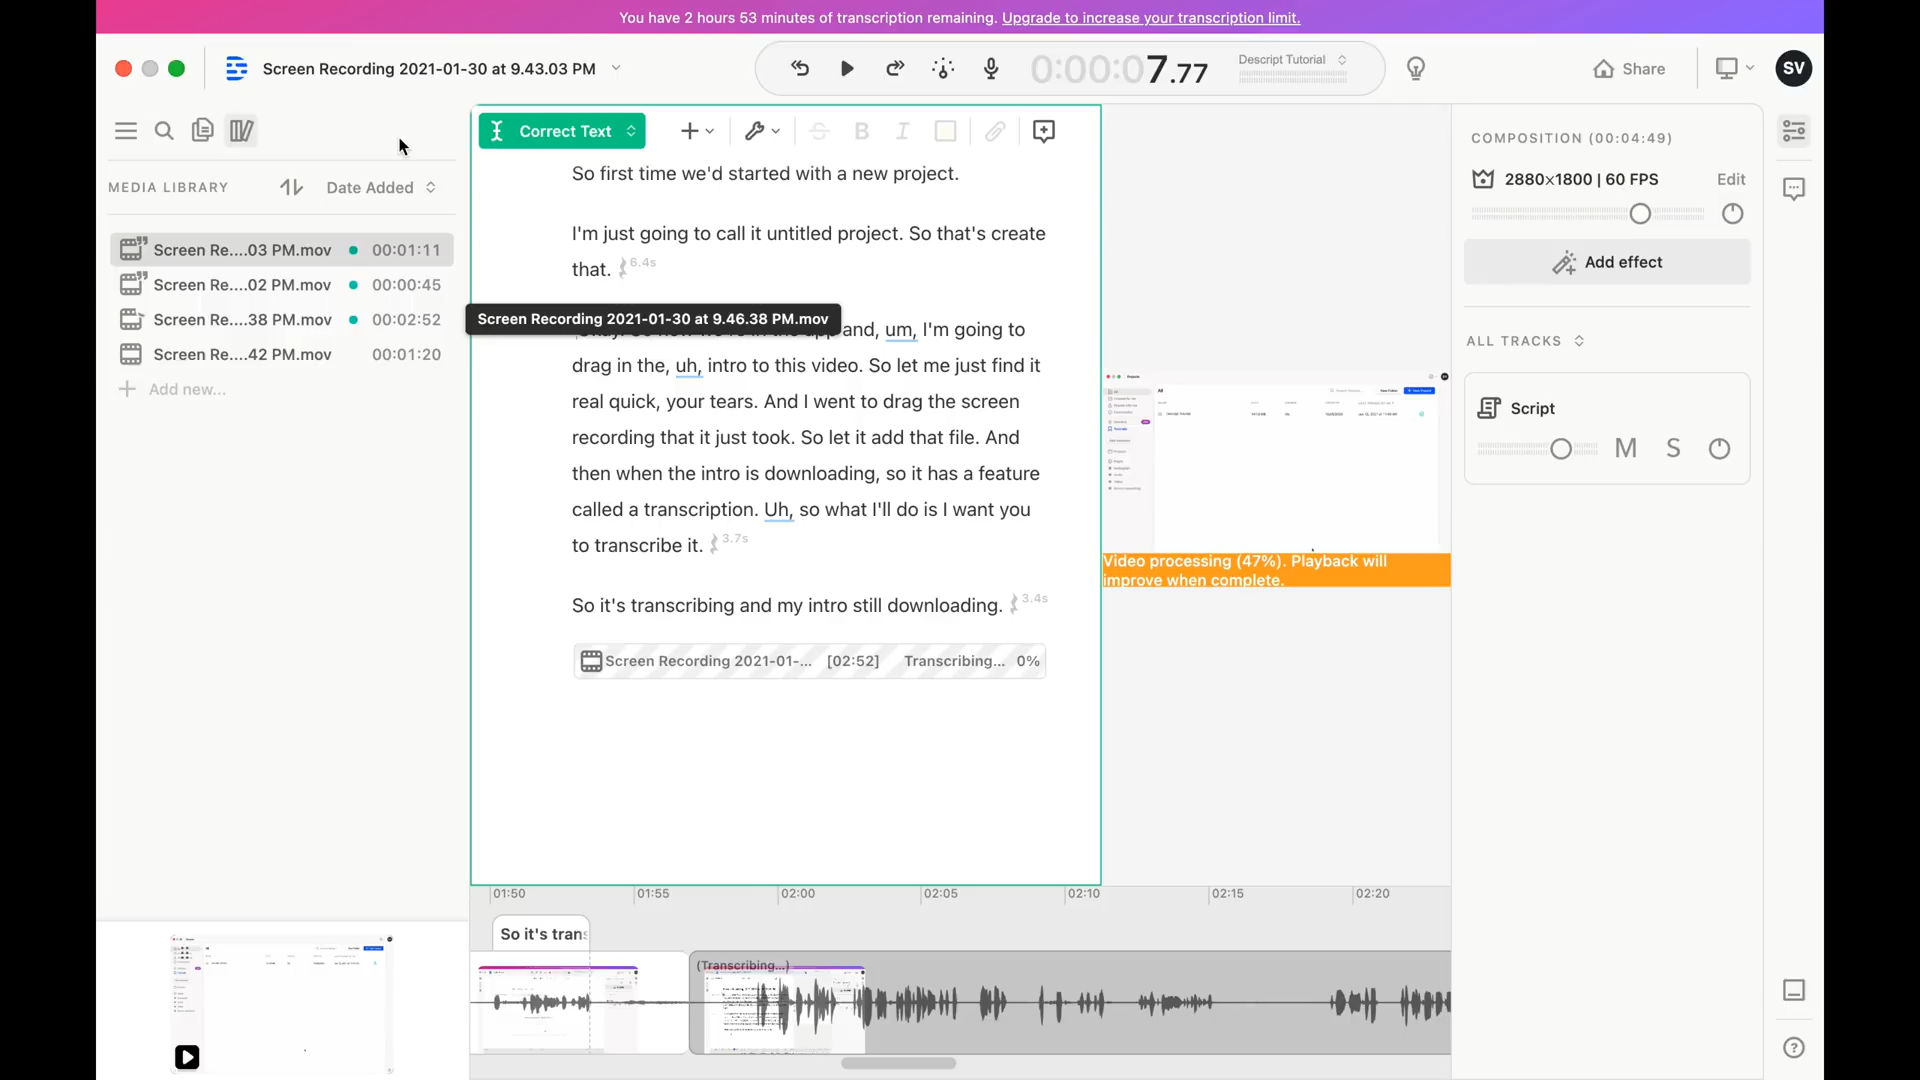 You have 2 hours 53 minutes of transcription remaining. Upgrade to increase your transcription limit.
Screen Recording 2021-01-30 at 9.43.03 PM
0:00:07.77
Descript Tutorial
Share
SV
MEDIA LIBRARY
Date Added
Screen Re....03 PM.mov 00:01:11
Screen Re....02 PM.mov 00:00:45
Screen Re....38 PM.mov 00:02:52
Screen Re....42 PM.mov 00:01:20
Add new...
Correct Text
B I
So first time we'd started with a new project.
I'm just going to call it untitled project. So that's create
that. 6.4s
Screen Recording 2021-01-30 at 9.46.38 PM.mov
and, um, I'm going to
drag in the, uh, intro to this video. So let me just find it
real quick, your tears. And I went to drag the screen
recording that it just took. So let it add that file. And
then when the intro is downloading, so it has a feature
called a transcription. Uh, so what I'll do is I want you
to transcribe it. 3.7s
So it's transcribing and my intro still downloading. 3.4s
Screen Recording 2021-01-... [02:52] Transcribing... 0%
Video processing (47%). Playback will
improve when complete.
COMPOSITION (00:04:49)
2880×1800 | 60 FPS Edit
Add effect
ALL TRACKS
Script
M S
01:50 01:55 02:00 02:05 02:10 02:15 02:20
So it's trans
(Transcribing...)